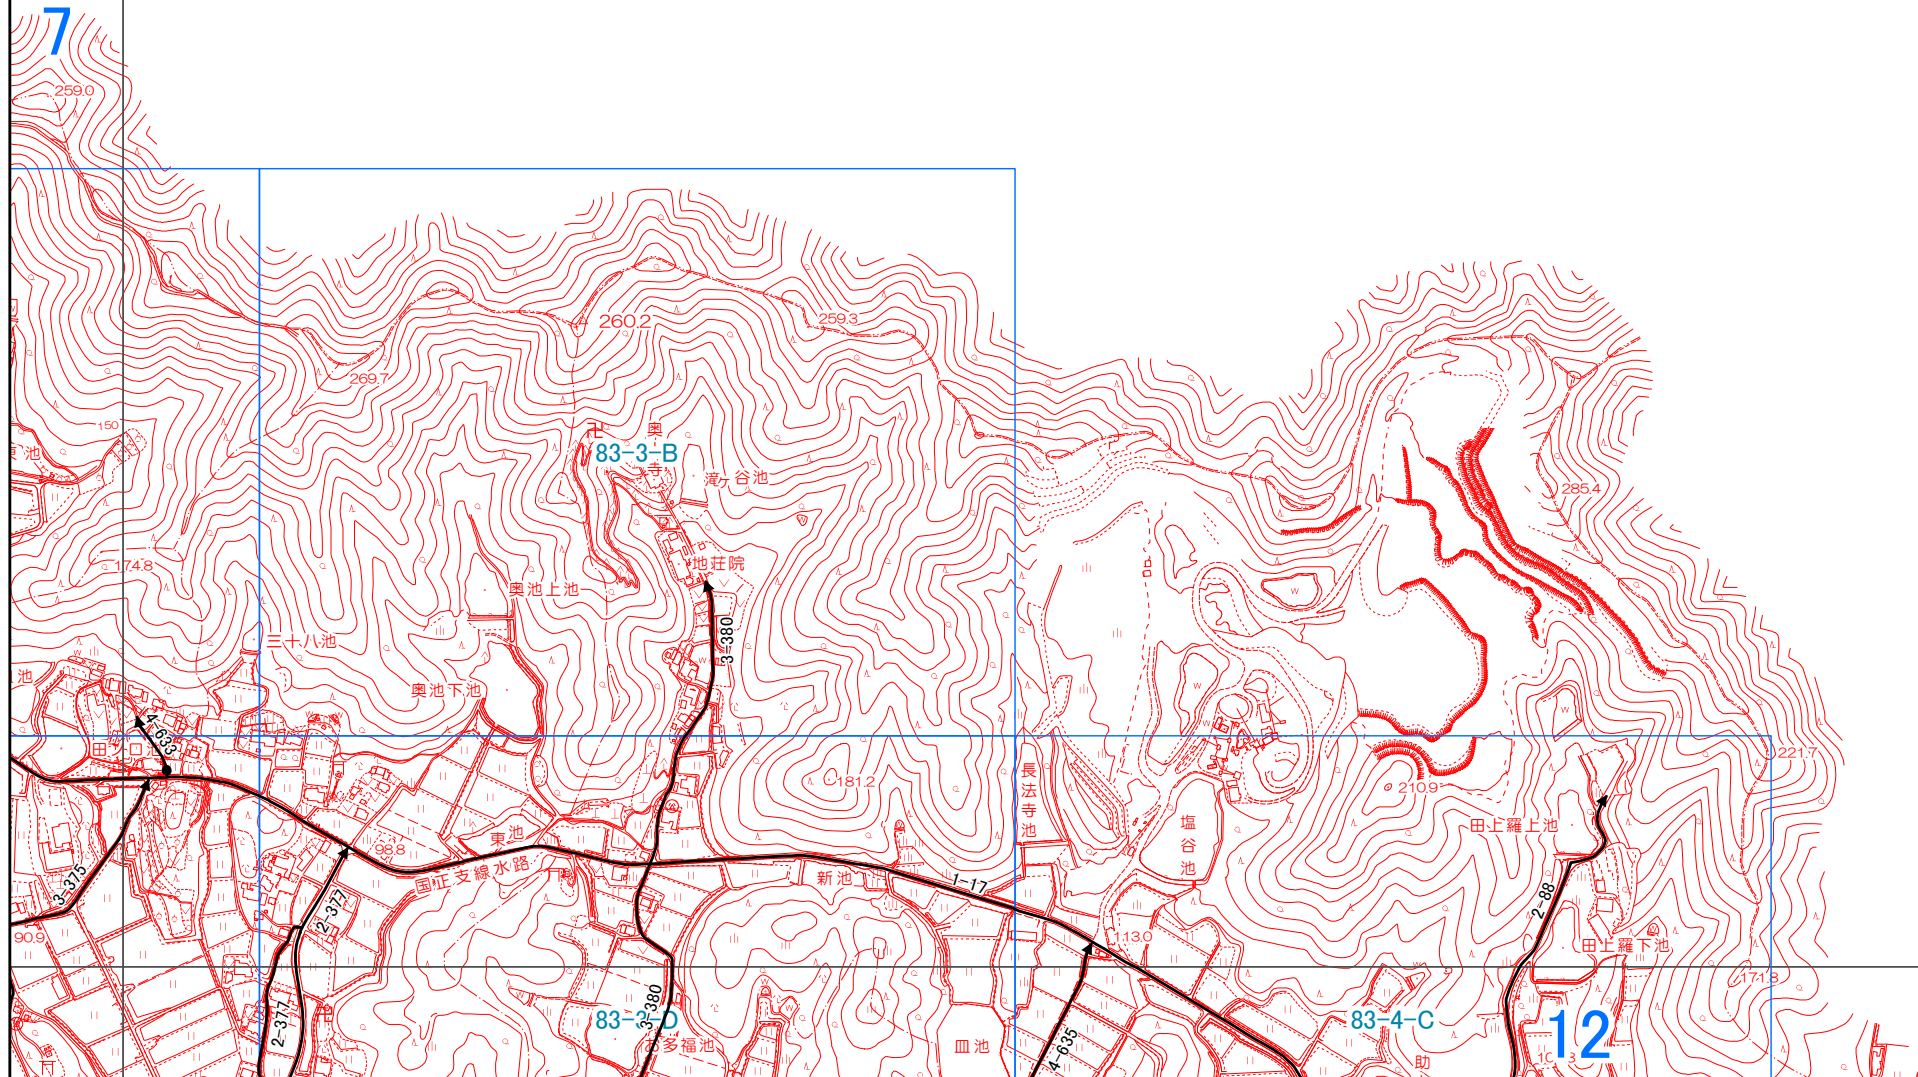 7
259.0
260.2
259.3
269.7
150
奥寺
83-3-B
滝ヶ谷池
285.4
174.8
地荘院
奥池上池
3-380
三十八池
池
奥池下池
4-633
221.7
長法寺池
181.2
210.9
塩谷池
田上羅上池
98.8
東池
国正支線水路
新池
1-17
3-375
2-377
2-88
90.9
113.0
田上羅下池
171.8
2-377
3-380
83-3-D
お多福池
皿池
4-635
83-4-C
12
助